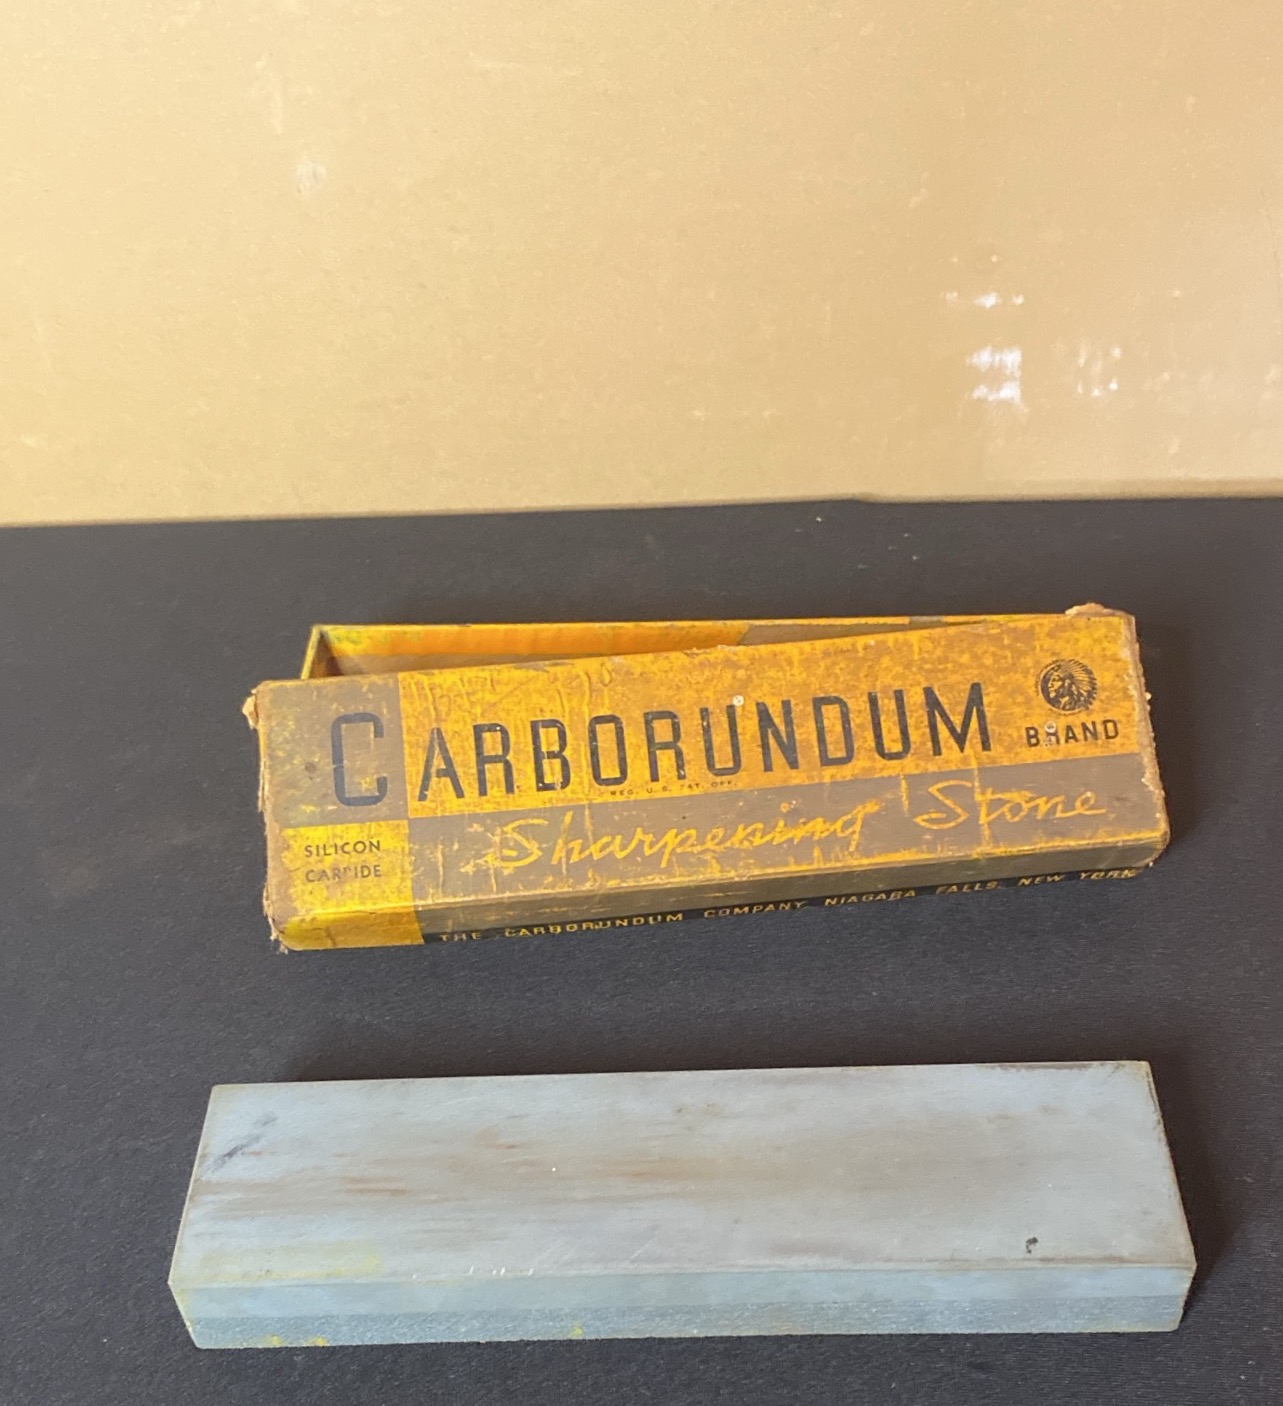 CARBORUNDUM
REG. U. S. PAT. OFF.
BRAND
Sharpening Stone
SILICON
CARBIDE
THE CARBORUNDUM COMPANY NIAGARA FALLS, NEW YORK